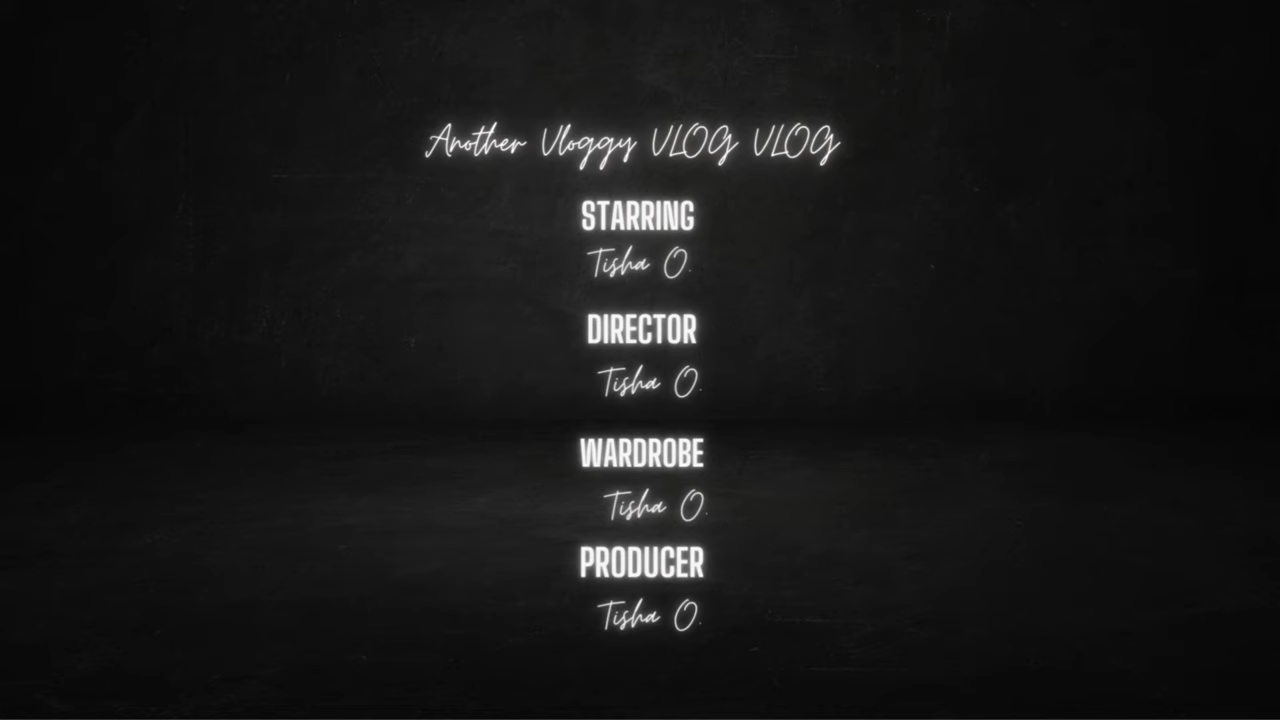 Another Vloggy VLOG VLOG
STARRING
Tisha O.
DIRECTOR
Tisha O.
WARDROBE
Tisha O.
PRODUCER
Tisha O.